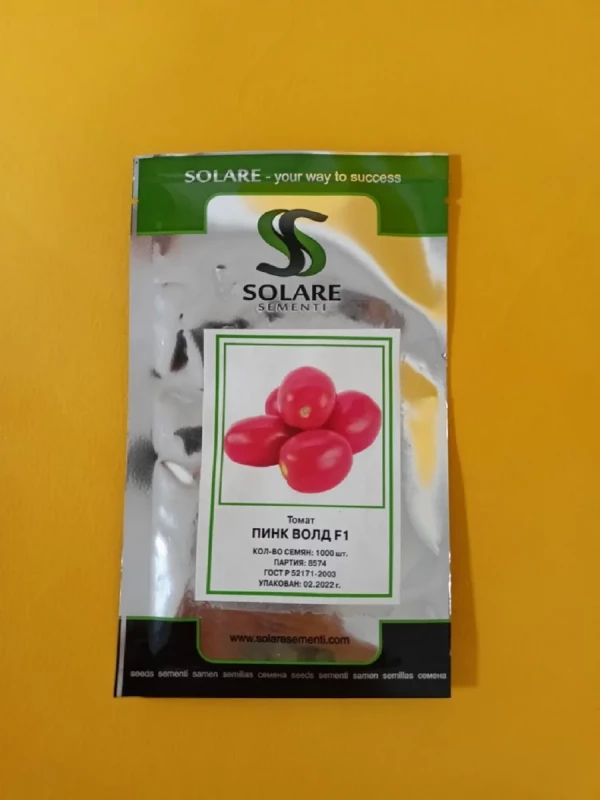 SOLARE - your way to success
SOLARE
SEMENTI
Томат
ПИНК ВОЛД F1
КОЛ-ВО СЕМЯН: 1000 шт.
ПАРТИЯ: 8574
ГОСТ Р 52171-2003
УПАКОВАН: 02.2022 г.
www.solaresementi.com
seeds sementi samen semillas семена seeds sementi samen semillas семена